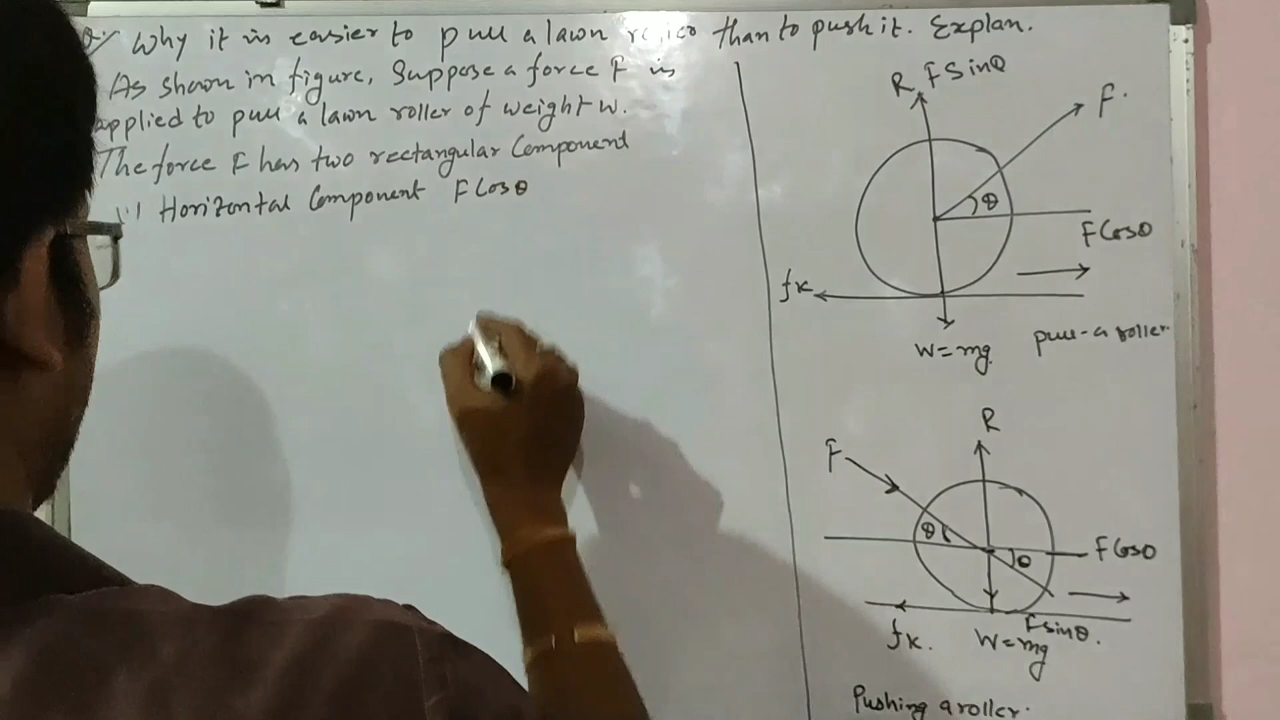 Q Why it is easier to pull a lawn than to push it. Explan.
As shown in figure, Suppose a force F is
applied to pull a lawn roller of weight w.
The force F has two rectangular Component
(i) Horizontal Component F Cosθ
R F Sinθ
F.
θ
F Cosθ
fk
W=mg
pull-a roller
R
F
θ
θ
F Cosθ
F sinθ.
fk.
W=mg
Pushing a roller.